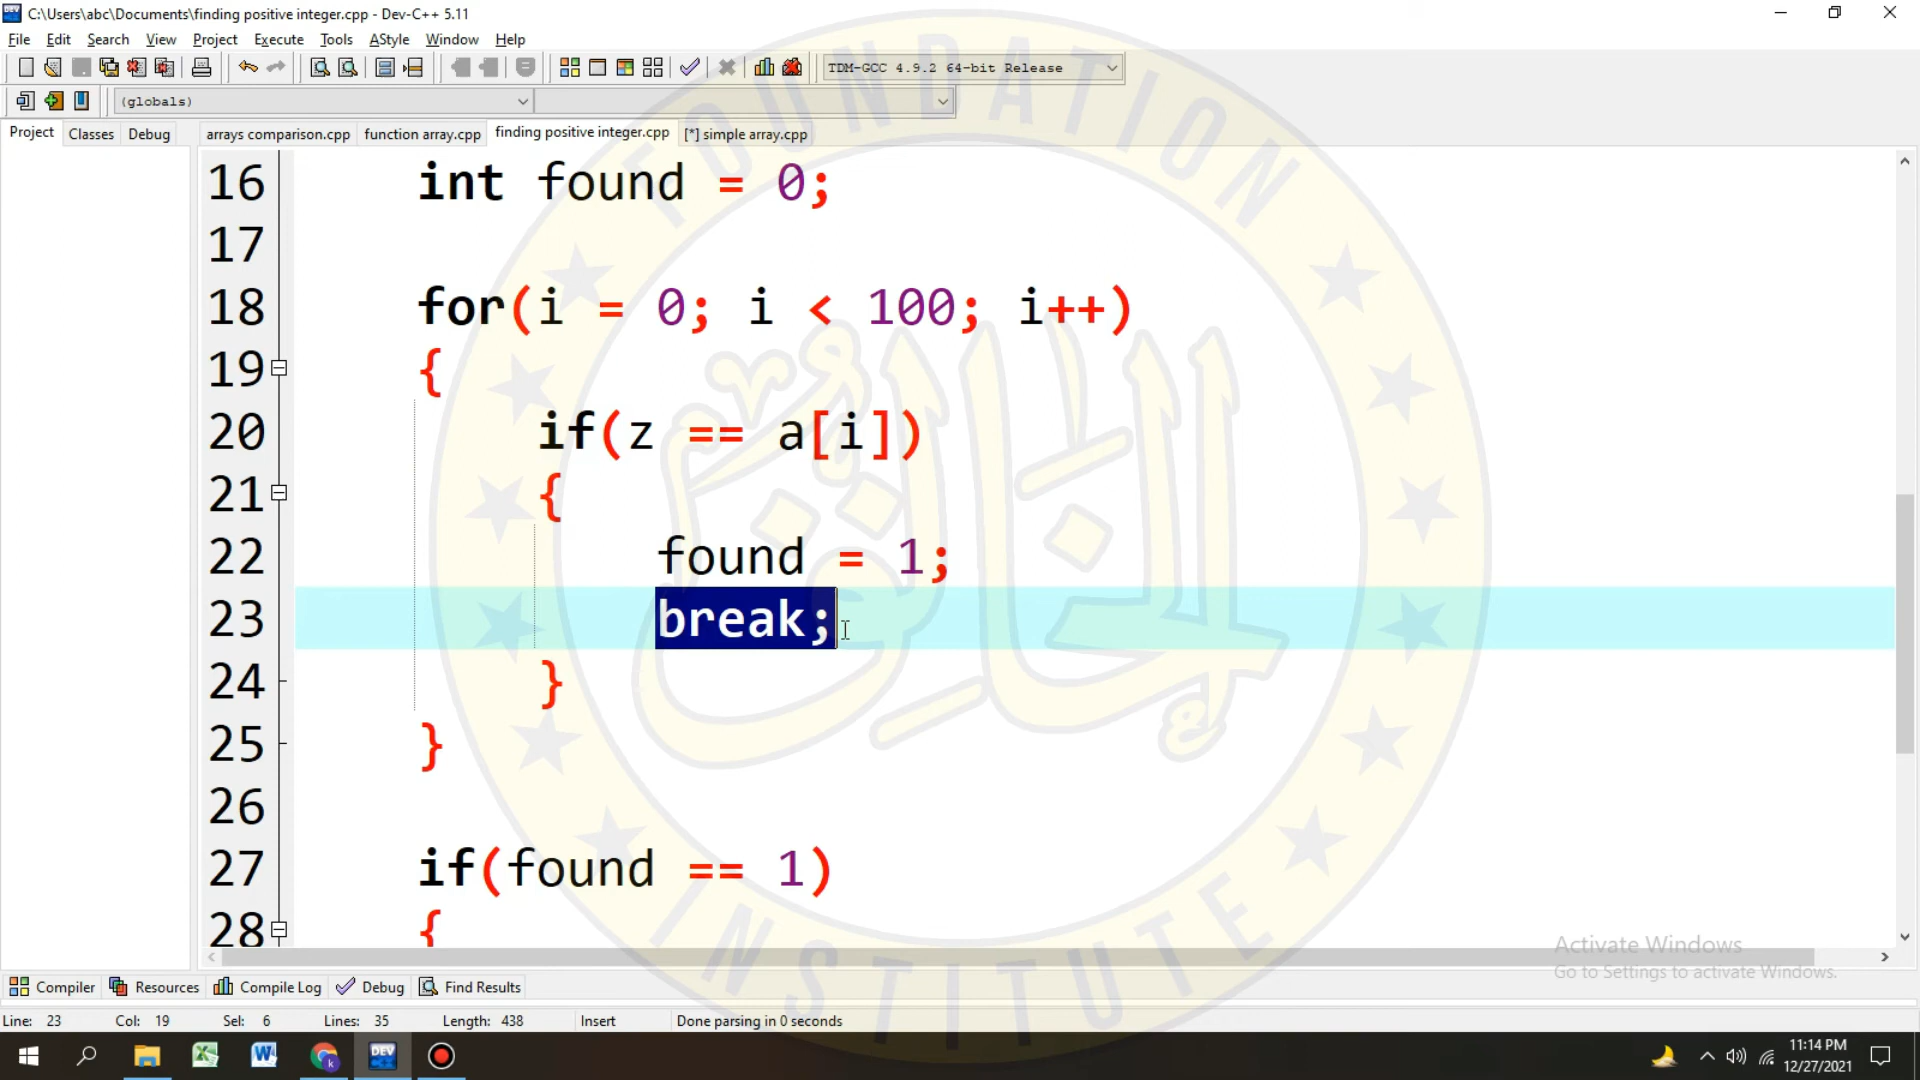 C:\Users\abc\Documents\finding positive integer.cpp - Dev-C++ 5.11
File Edit Search View Project Execute Tools AStyle Window Help
TDM-GCC 4.9.2 64-bit Release
(globals)
Project Classes Debug arrays comparison.cpp function array.cpp finding positive integer.cpp [*] simple array.cpp
16 int found = 0;
17
18 for(i = 0; i < 100; i++)
19 {
20 if(z == a[i])
21 {
22 found = 1;
23 break;
24 }
25 }
26
27 if(found == 1)
28 {
FOUNDATION
INSTITUTE
Activate Windows
Go to Settings to activate Windows.
Compiler Resources Compile Log Debug Find Results
Line: 23 Col: 19 Sel: 6 Lines: 35 Length: 438 Insert Done parsing in 0 seconds
DEV
11:14 PM
12/27/2021